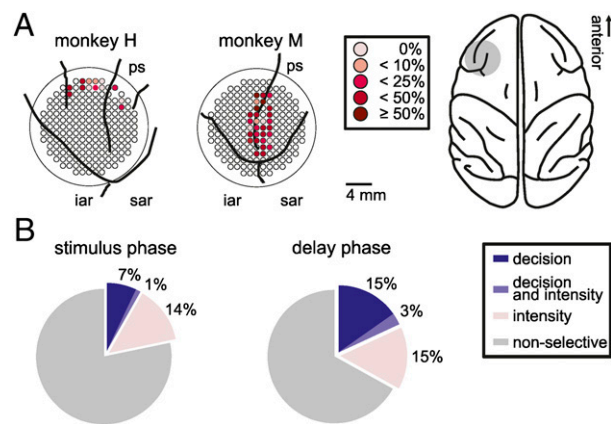 A
monkey H
monkey M
ps
ps
iar
sar
iar
sar
0%
< 10%
< 25%
< 50%
≥ 50%
4 mm
anterior
B
stimulus phase
7%
1%
14%
delay phase
15%
3%
15%
decision
decision
and intensity
intensity
non-selective